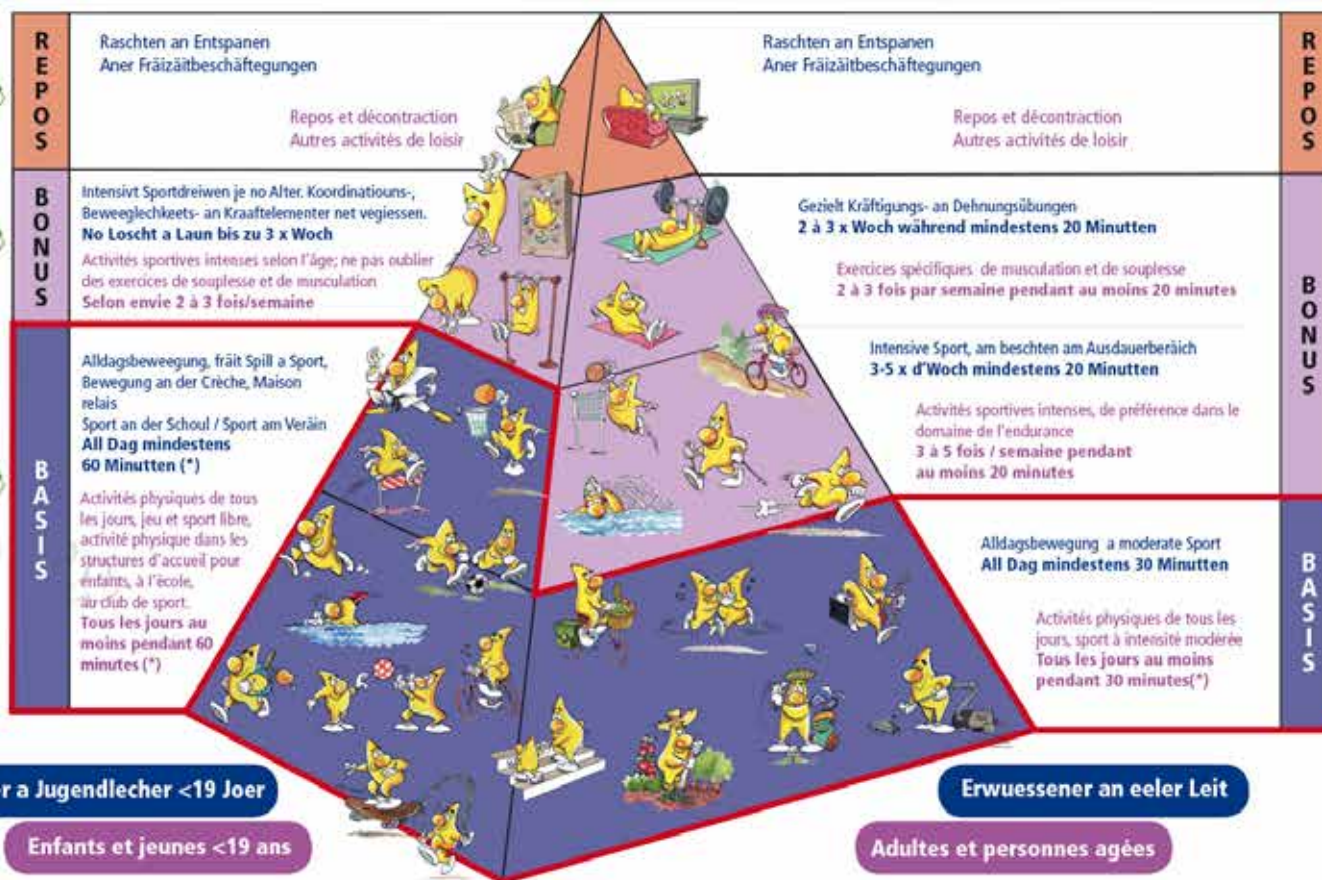 REPOS
Raschten an Entspanen
Aner Fräizäitbeschäftegungen
Repos et décontraction
Autres activités de loisir
BONUS
Intensivt Sportdreiwen je no Alter. Koordinatiouns-,
Beweeglechkeets- an Kraaftelementer net vegiessen.
No Loscht a Laun bis zu 3 x Woch
Activités sportives intenses selon l'âge; ne pas oublier
des exercices de souplesse et de musculation
Selon envie 2 à 3 fois/semaine
BASIS
Alldagsbeweegung, fräit Spill a Sport,
Bewegung an der Crèche, Maison
relais
Sport an der Schoul / Sport am Veräin
All Dag mindestens
60 Minutten (*)
Activités physiques de tous
les jours, jeu et sport libre,
activité physique dans les
structures d'accueil pour
enfants, à l'école,
au club de sport.
Tous les jours au
moins pendant 60
minutes (*)
r a Jugendlecher <19 Joer
Enfants et jeunes <19 ans
REPOS
Raschten an Entspanen
Aner Fräizäitbeschäftegungen
Repos et décontraction
Autres activités de loisir
BONUS
Gezielt Kräftigungs- an Dehnungsübungen
2 à 3 x Woch während mindestens 20 Minutten
Exercices spécifiques de musculation et de souplesse
2 à 3 fois par semaine pendant au moins 20 minutes
Intensive Sport, am beschten am Ausdauerberäich
3-5 x d'Woch mindestens 20 Minutten
Activités sportives intenses, de préférence dans le
domaine de l'endurance
3 à 5 fois / semaine pendant
au moins 20 minutes
BASIS
Alldagsbewegung a moderate Sport
All Dag mindestens 30 Minutten
Activités physiques de tous les
jours, sport à intensité modérée
Tous les jours au moins
pendant 30 minutes(*)
Erwuessener an eeler Leit
Adultes et personnes agées